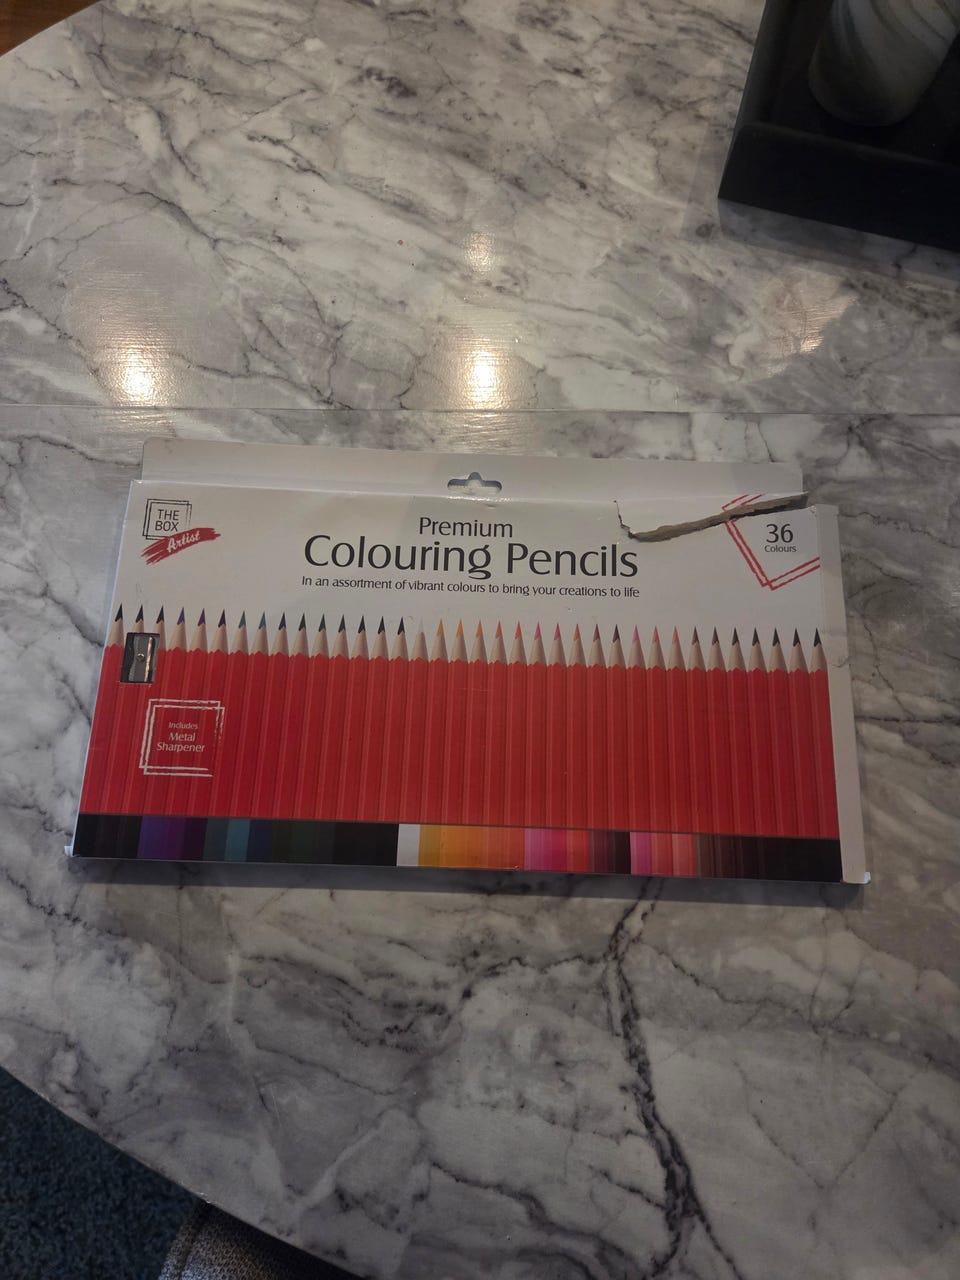 THE
BOX
Artist
Premium
Colouring Pencils
In an assortment of vibrant colours to bring your creations to life
36
Colours
Includes
Metal
Sharpener